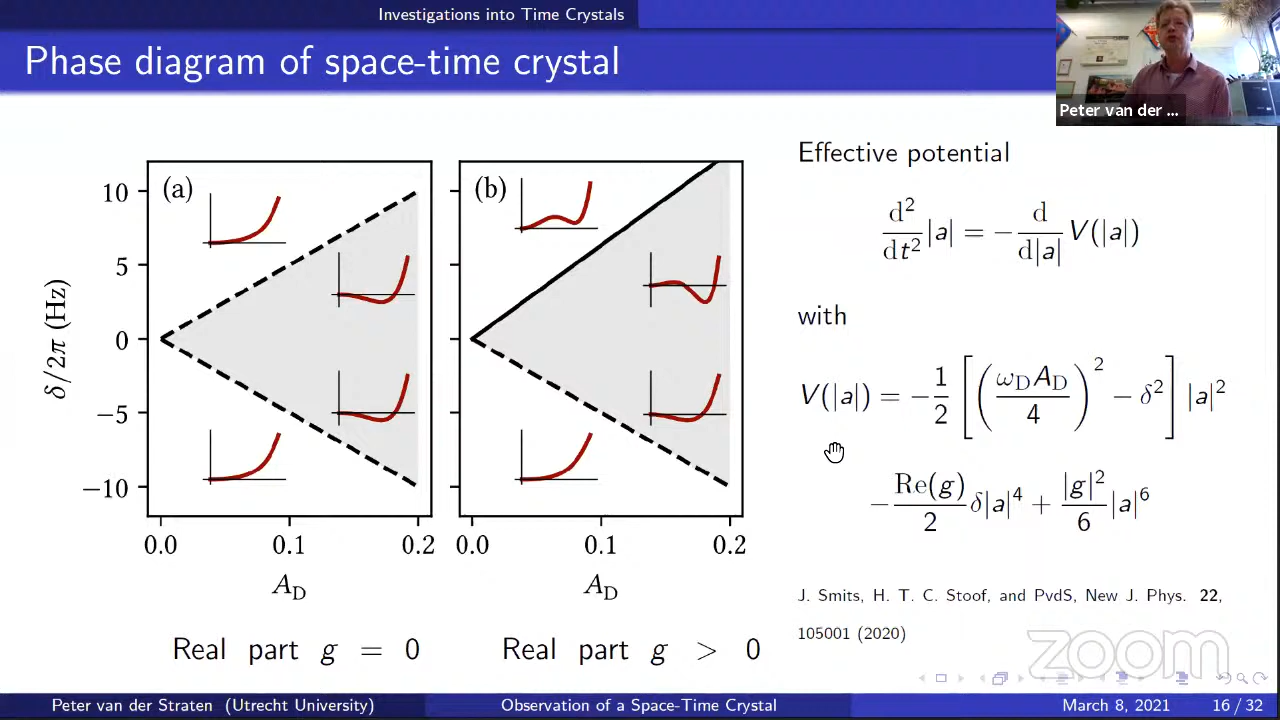 Investigations into Time Crystals
Phase diagram of space-time crystal
Peter van der ...
(a)
(b)
10
5
0
−5
−10
δ/2π (Hz)
0.0 0.1 0.2
0.0 0.1 0.2
A_D
A_D
Real part g = 0
Real part g > 0
Effective potential
d²/dt² |a| = − d/d|a| V(|a|)
with
V(|a|) = −1/2 [(ω_D A_D/4)² − δ²] |a|²
− Re(g)/2 δ|a|⁴ + |g|²/6 |a|⁶
J. Smits, H. T. C. Stoof, and PvdS, New J. Phys. 22,
105001 (2020)
zoom
Peter van der Straten (Utrecht University)
Observation of a Space-Time Crystal
March 8, 2021
16 / 32